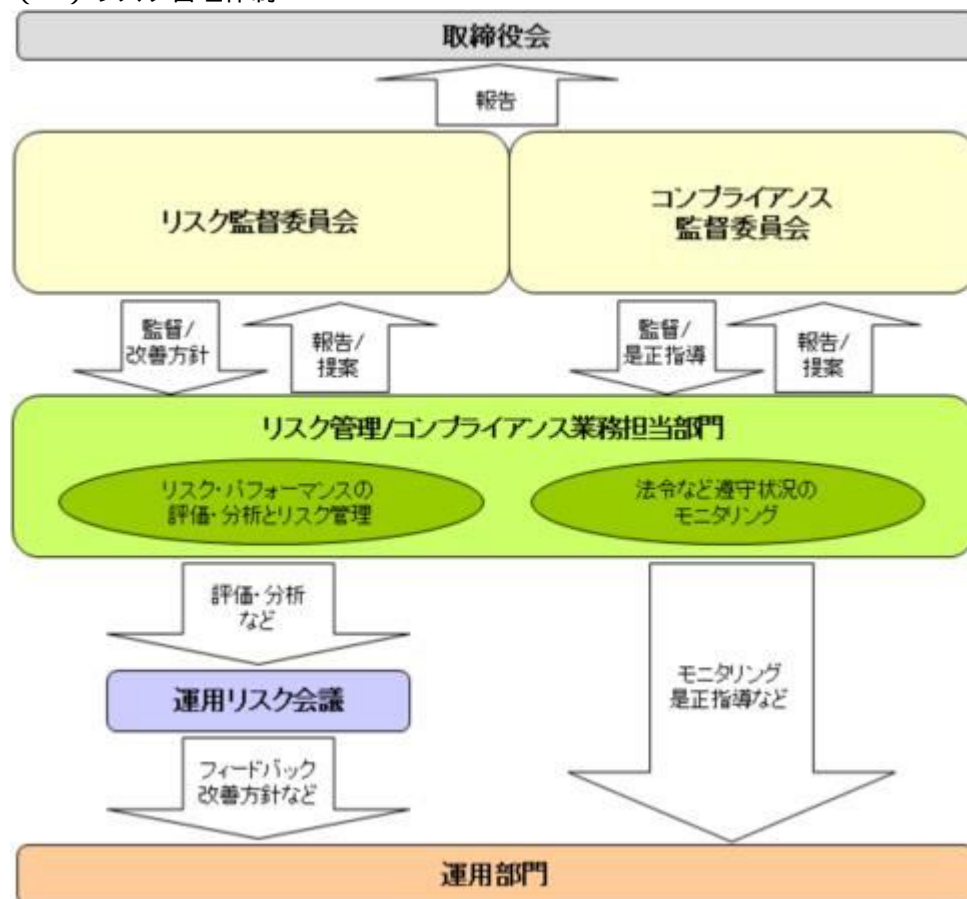 取締役会
報告
リスク監督委員会
コンプライアンス
監督委員会
監督/
改善方針
報告/
提案
監督/
是正指導
報告/
提案
リスク管理/コンプライアンス業務担当部門
リスク・パフォーマンスの
評価・分析とリスク管理
法令など遵守状況の
モニタリング
評価・分析
など
運用リスク会議
モニタリング
是正指導など
フィードバック
改善方針など
運用部門